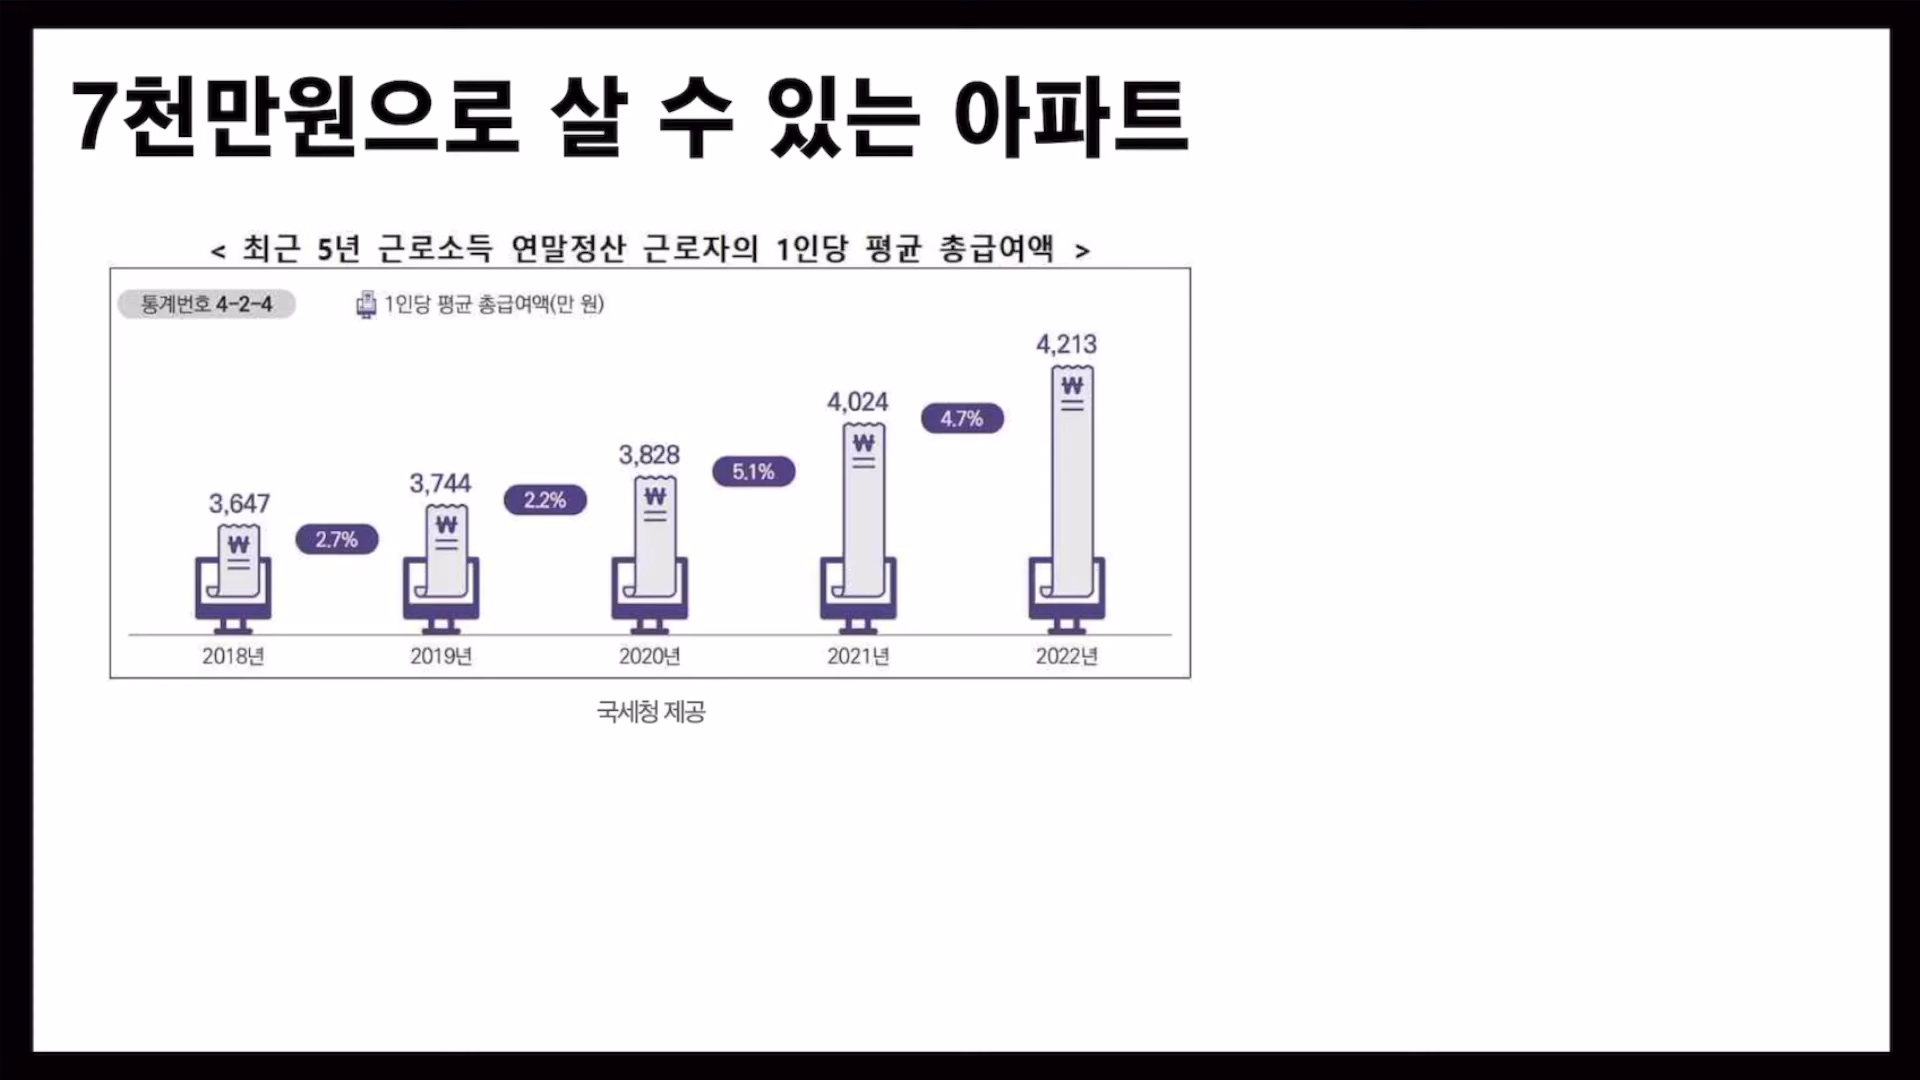 7천만원으로 살 수 있는 아파트
< 최근 5년 근로소득 연말정산 근로자의 1인당 평균 총급여액 >
통계번호 4-2-4
1인당 평균 총급여액(만 원)
3,647
2.7%
3,744
2.2%
3,828
5.1%
4,024
4.7%
4,213
₩
₩
₩
₩
₩
2018년
2019년
2020년
2021년
2022년
국세청 제공